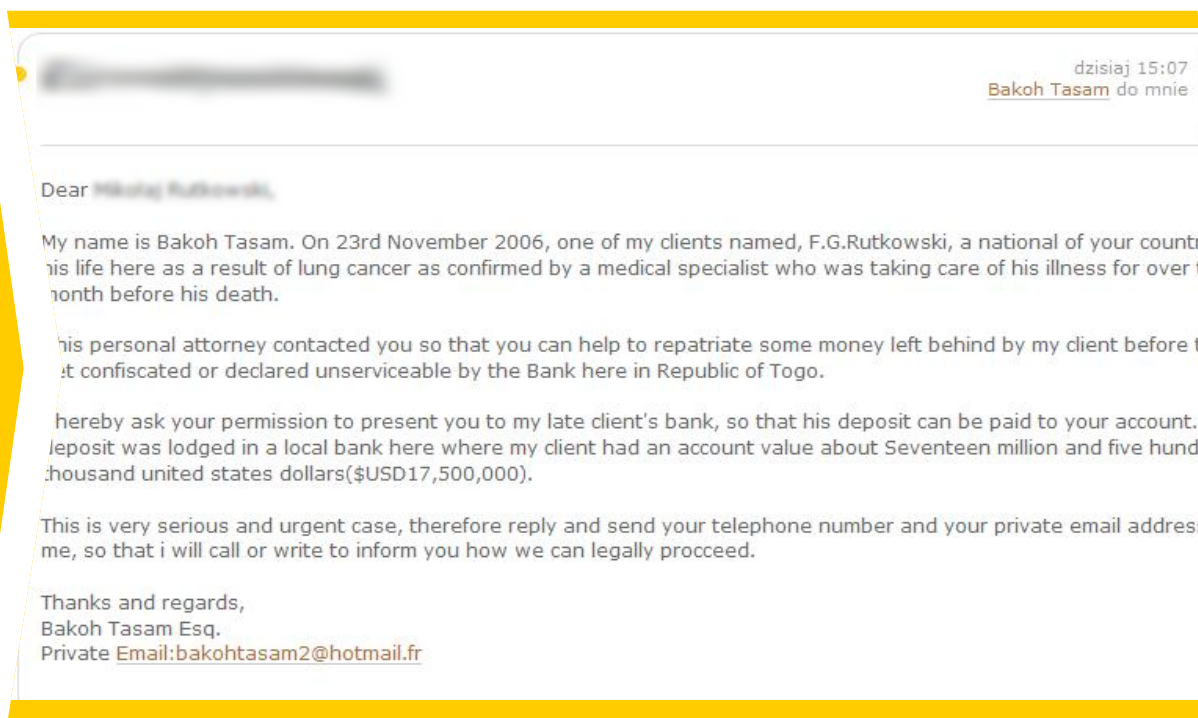 dzisiaj 15:07
Bakoh Tasam do mnie
Dear
My name is Bakoh Tasam. On 23rd November 2006, one of my clients named, F.G.Rutkowski, a national of your countr
his life here as a result of lung cancer as confirmed by a medical specialist who was taking care of his illness for over
month before his death.
his personal attorney contacted you so that you can help to repatriate some money left behind by my client before t
et confiscated or declared unserviceable by the Bank here in Republic of Togo.
hereby ask your permission to present you to my late client's bank, so that his deposit can be paid to your account.
deposit was lodged in a local bank here where my client had an account value about Seventeen million and five hund
thousand united states dollars($USD17,500,000).
This is very serious and urgent case, therefore reply and send your telephone number and your private email addres
me, so that i will call or write to inform you how we can legally procceed.
Thanks and regards,
Bakoh Tasam Esq.
Private Email:bakohtasam2@hotmail.fr